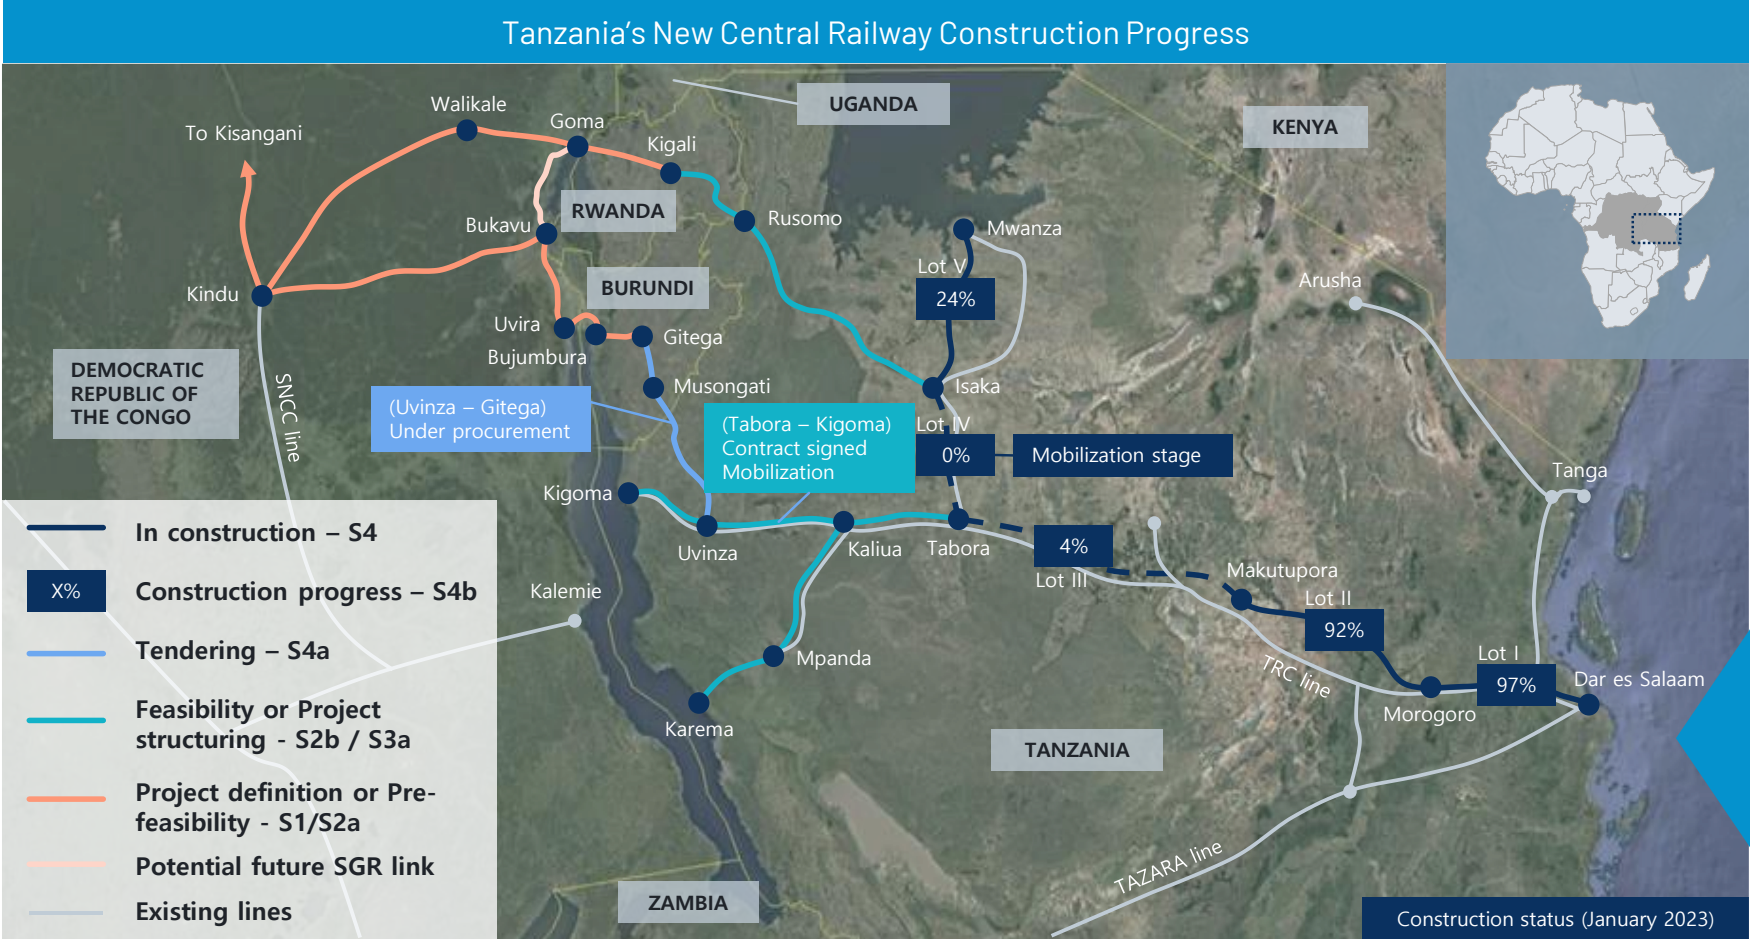 Tanzania's New Central Railway Construction Progress
UGANDA
KENYA
Walikale
Goma
To Kisangani
Kigali
RWANDA
Rusomo
Bukavu
Mwanza
Lot V
24%
Arusha
Kindu
BURUNDI
Uvira
Bujumbura
Gitega
DEMOCRATIC
REPUBLIC OF
THE CONGO
SNCC line
Musongati
Isaka
(Uvinza – Gitega)
Under procurement
(Tabora – Kigoma)
Contract signed
Mobilization
Lot IV
0%
Mobilization stage
Tanga
Kigoma
Uvinza
Kaliua
Tabora
4%
Lot III
Makutupora
Lot II
92%
Kalemie
TRC line
Lot I
97%
Dar es Salaam
Morogoro
Mpanda
Karema
TANZANIA
TAZARA line
ZAMBIA
In construction – S4
X%
Construction progress – S4b
Tendering – S4a
Feasibility or Project
structuring - S2b / S3a
Project definition or Pre-
feasibility - S1/S2a
Potential future SGR link
Existing lines
Construction status (January 2023)